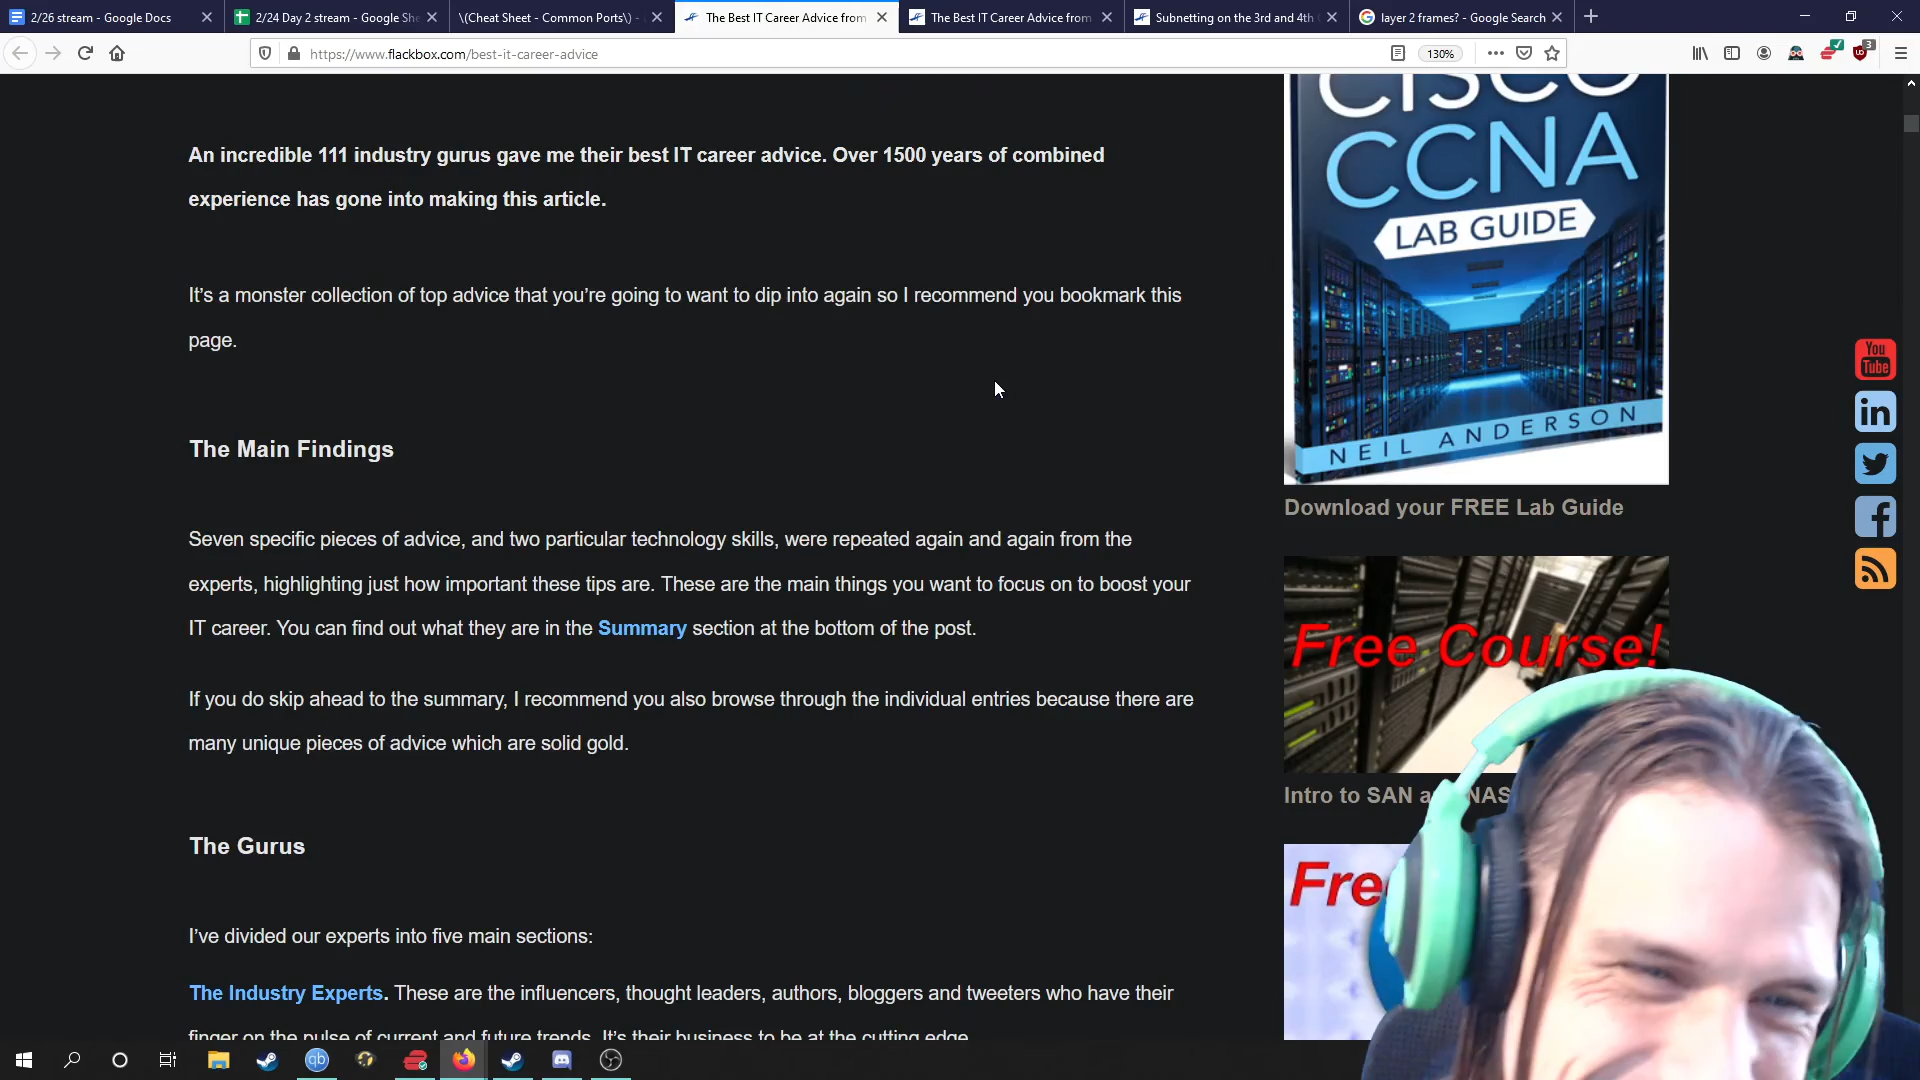 2/26 stream - Google Docs
2/24 Day 2 stream - Google She
\(Cheat Sheet - Common Ports\) -
The Best IT Career Advice from
The Best IT Career Advice from
Subnetting on the 3rd and 4th
layer 2 frames? - Google Search
https://www.flackbox.com/best-it-career-advice
130%
3
An incredible 111 industry gurus gave me their best IT career advice. Over 1500 years of combined
experience has gone into making this article.
It's a monster collection of top advice that you're going to want to dip into again so I recommend you bookmark this
page.
The Main Findings
Seven specific pieces of advice, and two particular technology skills, were repeated again and again from the
experts, highlighting just how important these tips are. These are the main things you want to focus on to boost your
IT career. You can find out what they are in the Summary section at the bottom of the post.
If you do skip ahead to the summary, I recommend you also browse through the individual entries because there are
many unique pieces of advice which are solid gold.
The Gurus
I've divided our experts into five main sections:
The Industry Experts. These are the influencers, thought leaders, authors, bloggers and tweeters who have their
finger on the pulse of current and future trends. It's their business to be at the cutting edge.
CISCO
CCNA
LAB GUIDE
NEIL ANDERSON
Download your FREE Lab Guide
Free Course!
Intro to SAN a NAS
Fre
You
Tube
in
qb